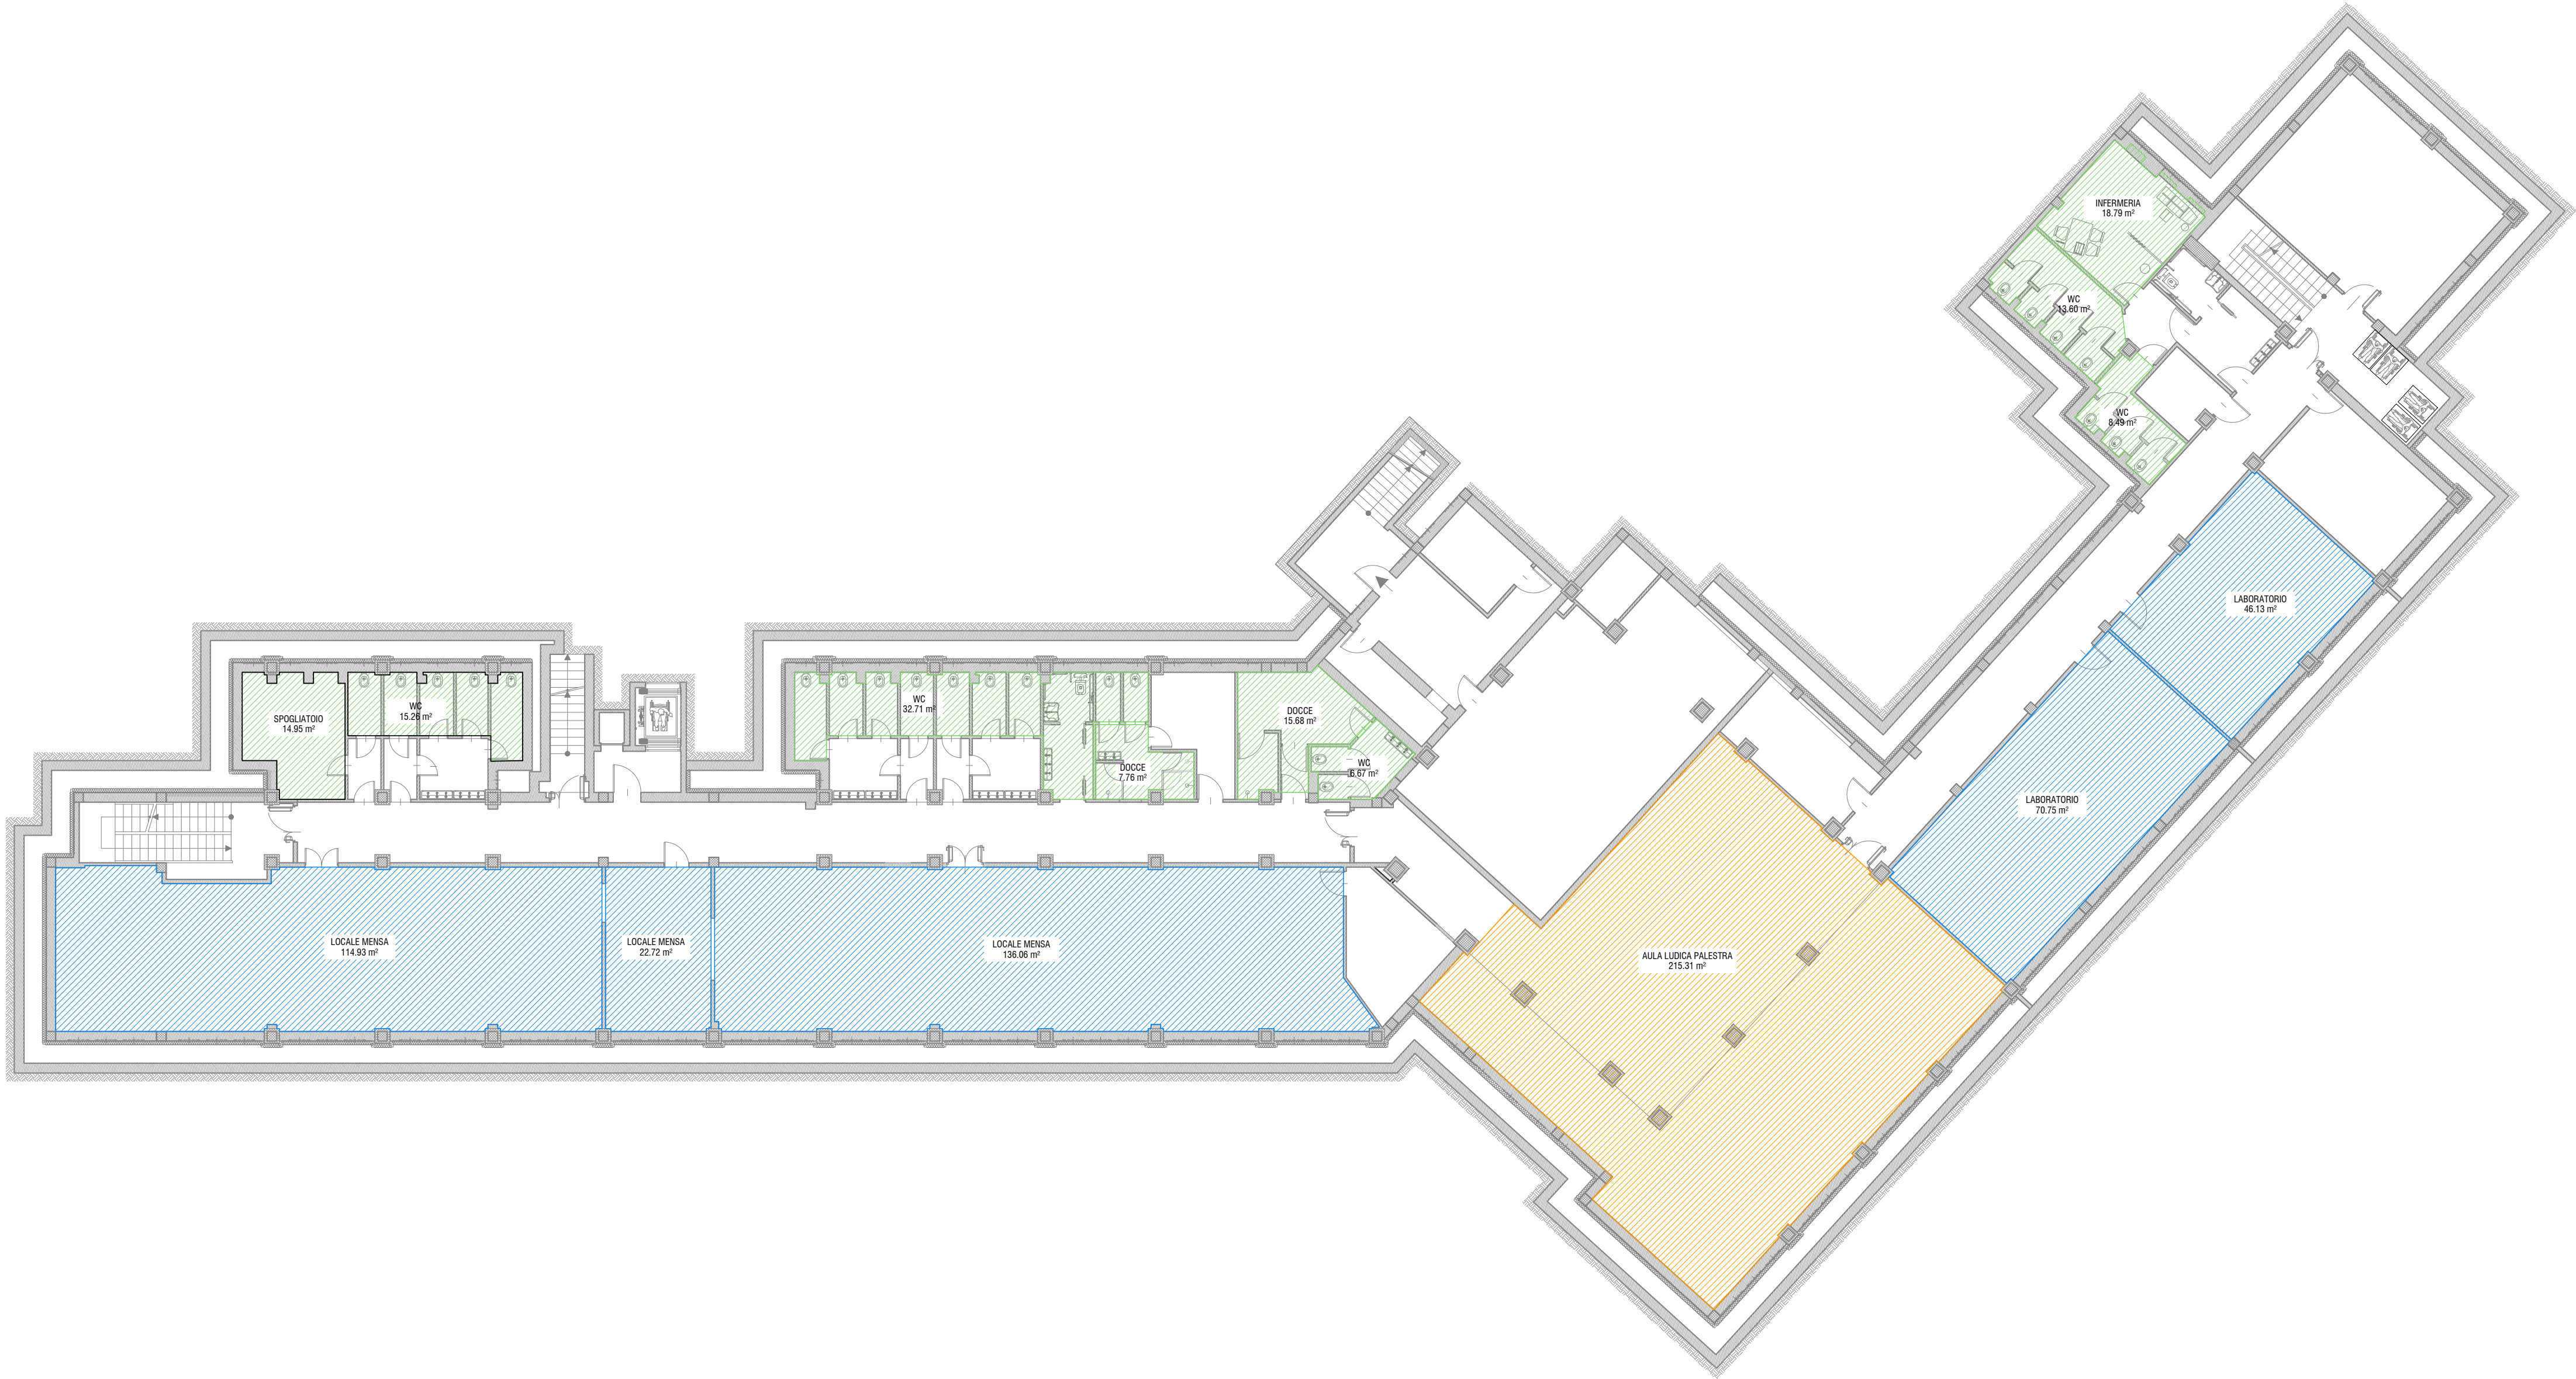 INFERMERIA
18.79 m²
WC
13.60 m²
WC
8.49 m²
LABORATORIO
46.13 m²
SPOGLIATOIO
14.95 m²
WC
15.26 m²
WC
32.71 m²
DOCCE
15.68 m²
DOCCE
7.76 m²
WC
6.67 m²
LABORATORIO
70.75 m²
LOCALE MENSA
114.93 m²
LOCALE MENSA
22.72 m²
LOCALE MENSA
136.06 m²
AULA LUDICA PALESTRA
215.31 m²